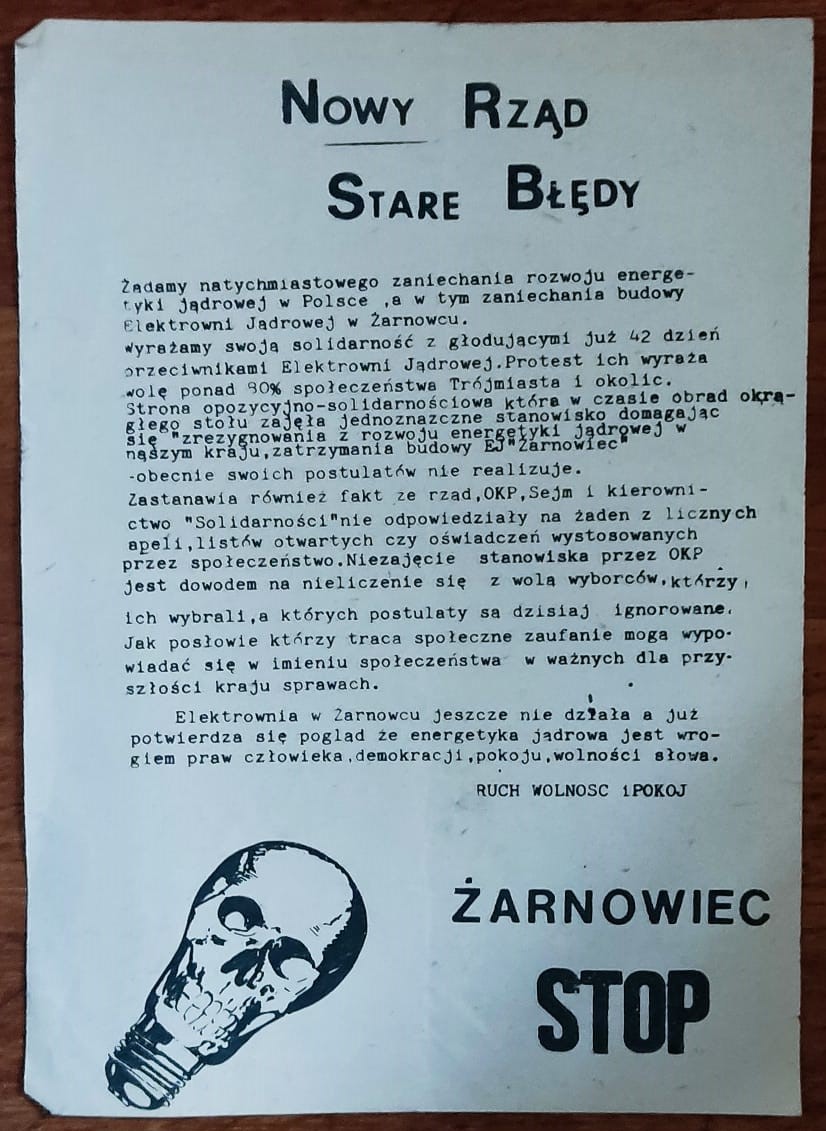 NOWY RZĄD
STARE BŁĘDY
Żądamy natychmiastowego zaniechania rozwoju energe-
tyki jądrowej w Polsce ,a w tym zaniechania budowy
Elektrowni Jądrowej w Żarnowcu.
Wyrażamy swoją solidarność z głodującymi już 42 dzień
przeciwnikami Elektrowni Jądrowej.Protest ich wyraża
wolę ponad 80% społeczeństwa Trójmiasta i okolic.
Strona opozycyjno-solidarnościowa która w czasie obrad okrą-
głego stołu zajęła jednoznazczne stanowisko domagając
się "zrezygnowania z rozwoju energetyki jądrowej w
naszym kraju,zatrzymania budowy EJ"Żarnowiec"
-obecnie swoich postulatów nie realizuje.
Zastanawia również fakt ze rząd,OKP,Sejm i kierowni-
ctwo "Solidarności"nie odpowiedziały na żaden z licznych
apeli,listów otwartych czy oświadczeń wystosowanych
przez społeczeństwo.Niezajęcie stanowiska przez OKP
jest dowodem na nieliczenie się z wolą wyborców,którzy,
ich wybrali,a których postulaty są dzisiaj ignorowane.
Jak posłowie którzy traca społeczne zaufanie mogą wypo-
wiadać się w imieniu społeczeństwa w ważnych dla przy-
szłości kraju sprawach.
Elektrownia w Żarnowcu jeszcze nie działa a już
potwierdza się pogląd że energetyka jądrowa jest wro-
giem praw człowieka,demokracji,pokoju,wolności słowa.
RUCH WOLNOSC iPOKOJ
ŻARNOWIEC
STOP